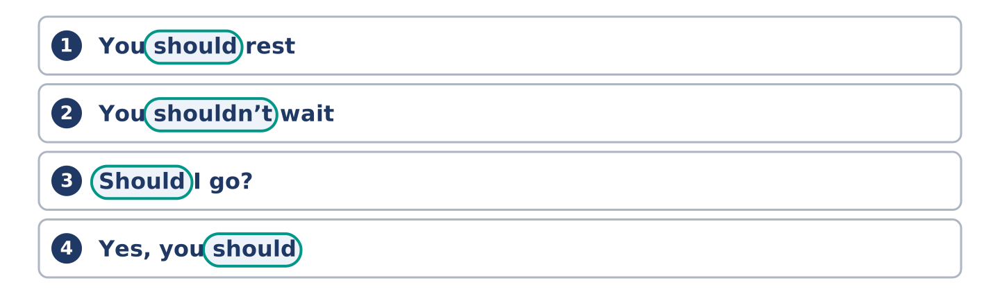 1 You should rest
2 You shouldn’t wait
3 Should I go?
4 Yes, you should